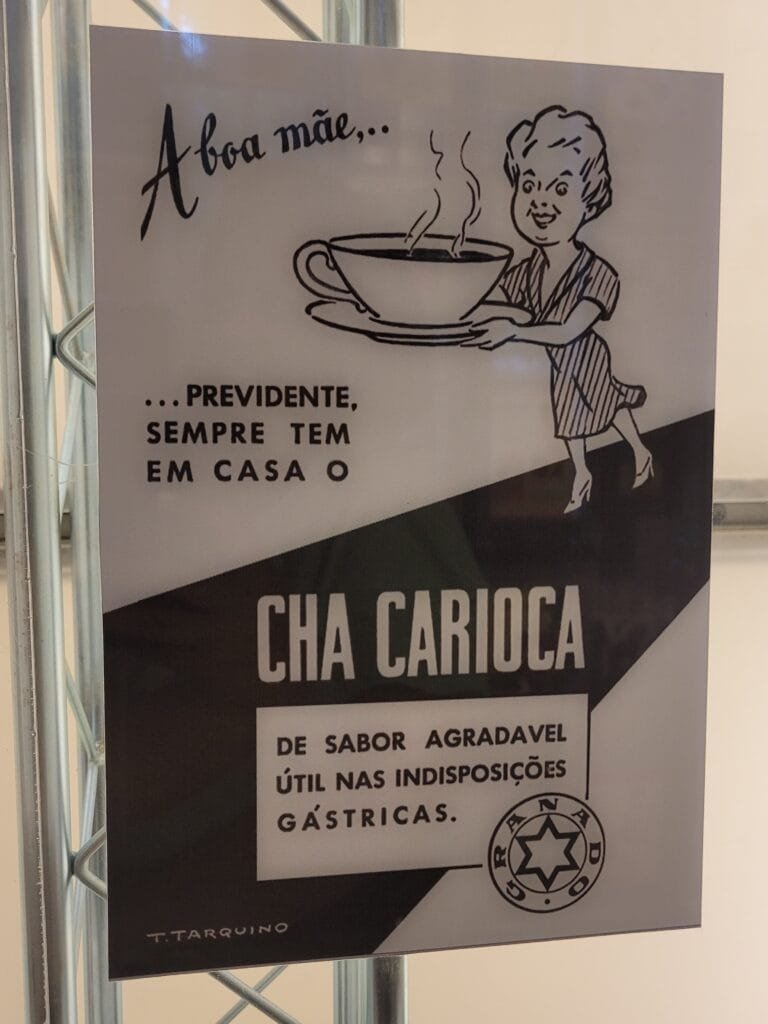 A boa mãe,..
...PREVIDENTE,
SEMPRE TEM
EM CASA O
CHA CARIOCA
DE SABOR AGRADAVEL
ÚTIL NAS INDISPOSIÇÕES
GÁSTRICAS.
GRANADO.
T. TARQUINO